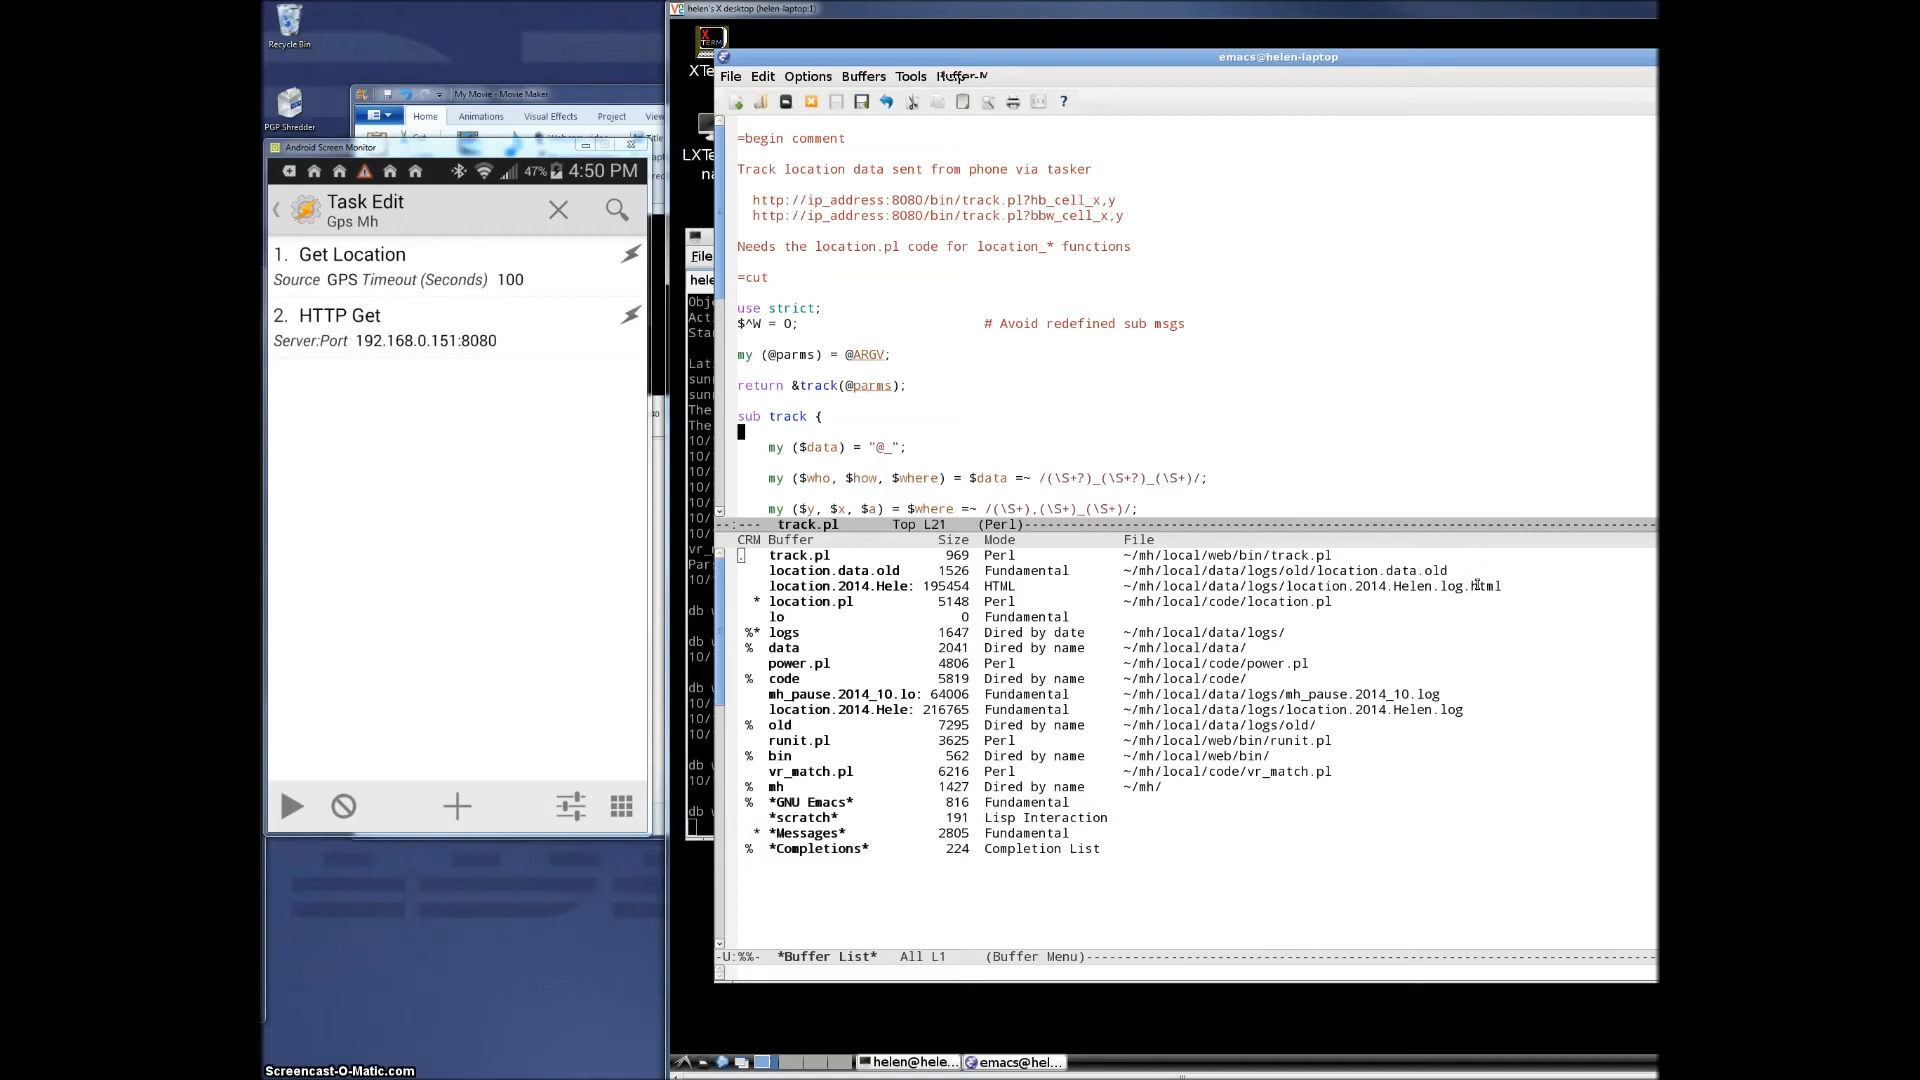 Recycle Bin
PGP Shredder
My Movie - Movie Maker
Home Animations Visual Effects Project View
Android Screen Monitor
47% 4:50 PM
Task Edit
Gps Mh
1. Get Location
Source GPS Timeout (Seconds) 100
2. HTTP Get
Server:Port 192.168.0.151:8080
Screencast-O-Matic.com
helen's X desktop (helen-laptop:1)
XTERM
emacs@helen-laptop
File Edit Options Buffers Tools
=begin comment
Track location data sent from phone via tasker
http://ip_address:8080/bin/track.pl?hb_cell_x,y
http://ip_address:8080/bin/track.pl?bbw_cell_x,y
Needs the location.pl code for location_* functions
=cut
use strict;
$^W = 0; # Avoid redefined sub msgs
my (@parms) = @ARGV;
return &track(@parms);
sub track {
my ($data) = "@_";
my ($who, $how, $where) = $data =~ /(\S+?)_(\S+?)_(\S+)/;
my ($y, $x, $a) = $where =~ /(\S+),(\S+)_(\S+)/;
--:--- track.pl Top L21 (Perl)
CRM Buffer Size Mode File
. track.pl 969 Perl ~/mh/local/web/bin/track.pl
location.data.old 1526 Fundamental ~/mh/local/data/logs/old/location.data.old
location.2014.Hele: 195454 HTML ~/mh/local/data/logs/location.2014.Helen.log.html
* location.pl 5148 Perl ~/mh/local/code/location.pl
lo 0 Fundamental
%* logs 1647 Dired by date ~/mh/local/data/logs/
% data 2041 Dired by name ~/mh/local/data/
power.pl 4806 Perl ~/mh/local/code/power.pl
% code 5819 Dired by name ~/mh/local/code/
mh_pause.2014_10.lo: 64006 Fundamental ~/mh/local/data/logs/mh_pause.2014_10.log
location.2014.Hele: 216765 Fundamental ~/mh/local/data/logs/location.2014.Helen.log
% old 7295 Dired by name ~/mh/local/data/logs/old/
runit.pl 3625 Perl ~/mh/local/web/bin/runit.pl
% bin 562 Dired by name ~/mh/local/web/bin/
vr_match.pl 6216 Perl ~/mh/local/code/vr_match.pl
% mh 1427 Dired by name ~/mh/
% *GNU Emacs* 816 Fundamental
*scratch* 191 Lisp Interaction
* *Messages* 2805 Fundamental
% *Completions* 224 Completion List
-U:%%- *Buffer List* All L1 (Buffer Menu)
helen@hele... emacs@hel...